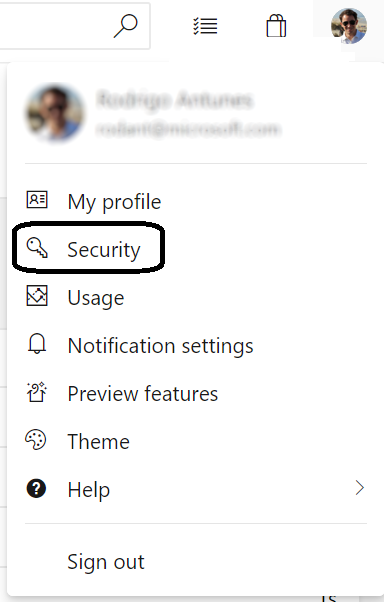 My profile
Security
Usage
Notification settings
Preview features
Theme
Help
Sign out